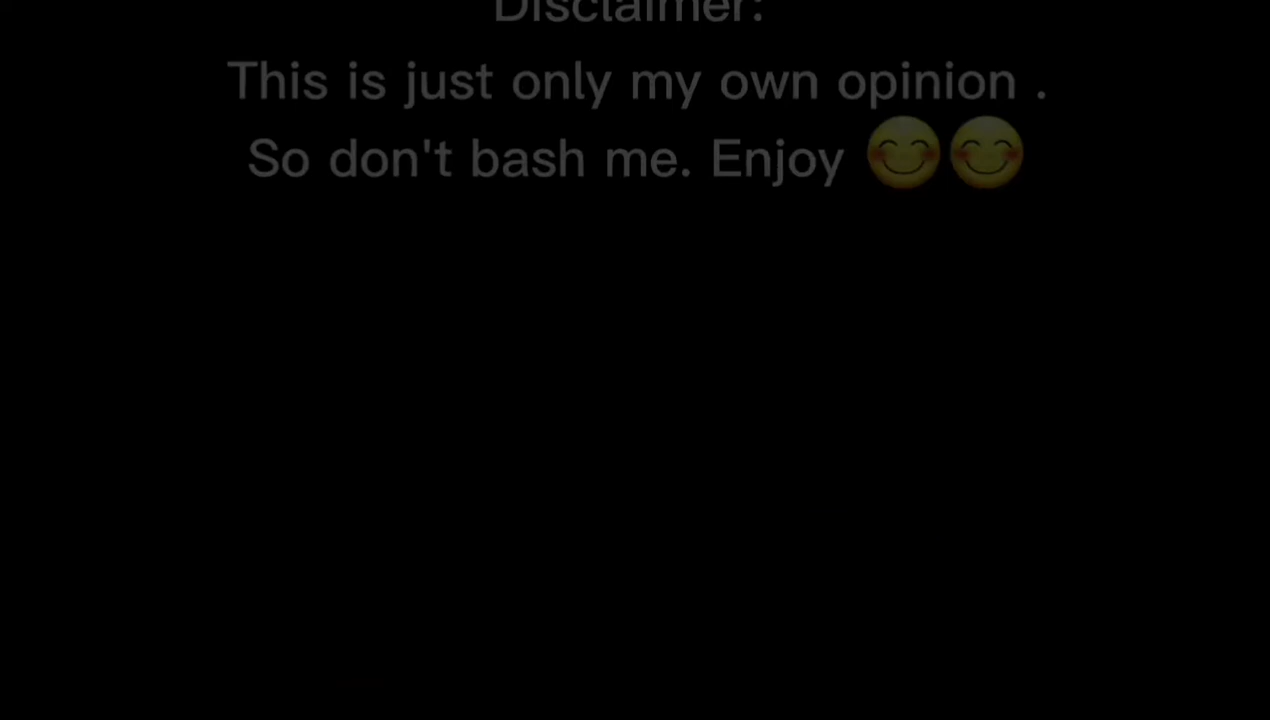 Disclaimer:
This is just only my own opinion .
So don't bash me. Enjoy 😊😊